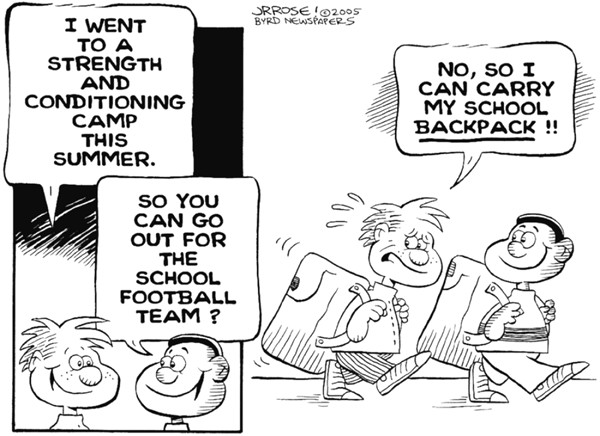 JRROSE! ©2005
BYRD NEWSPAPERS
I WENT
TO A
STRENGTH
AND
CONDITIONING
CAMP
THIS
SUMMER.
SO YOU
CAN GO
OUT FOR
THE
SCHOOL
FOOTBALL
TEAM ?
NO, SO I
CAN CARRY
MY SCHOOL
BACKPACK !!